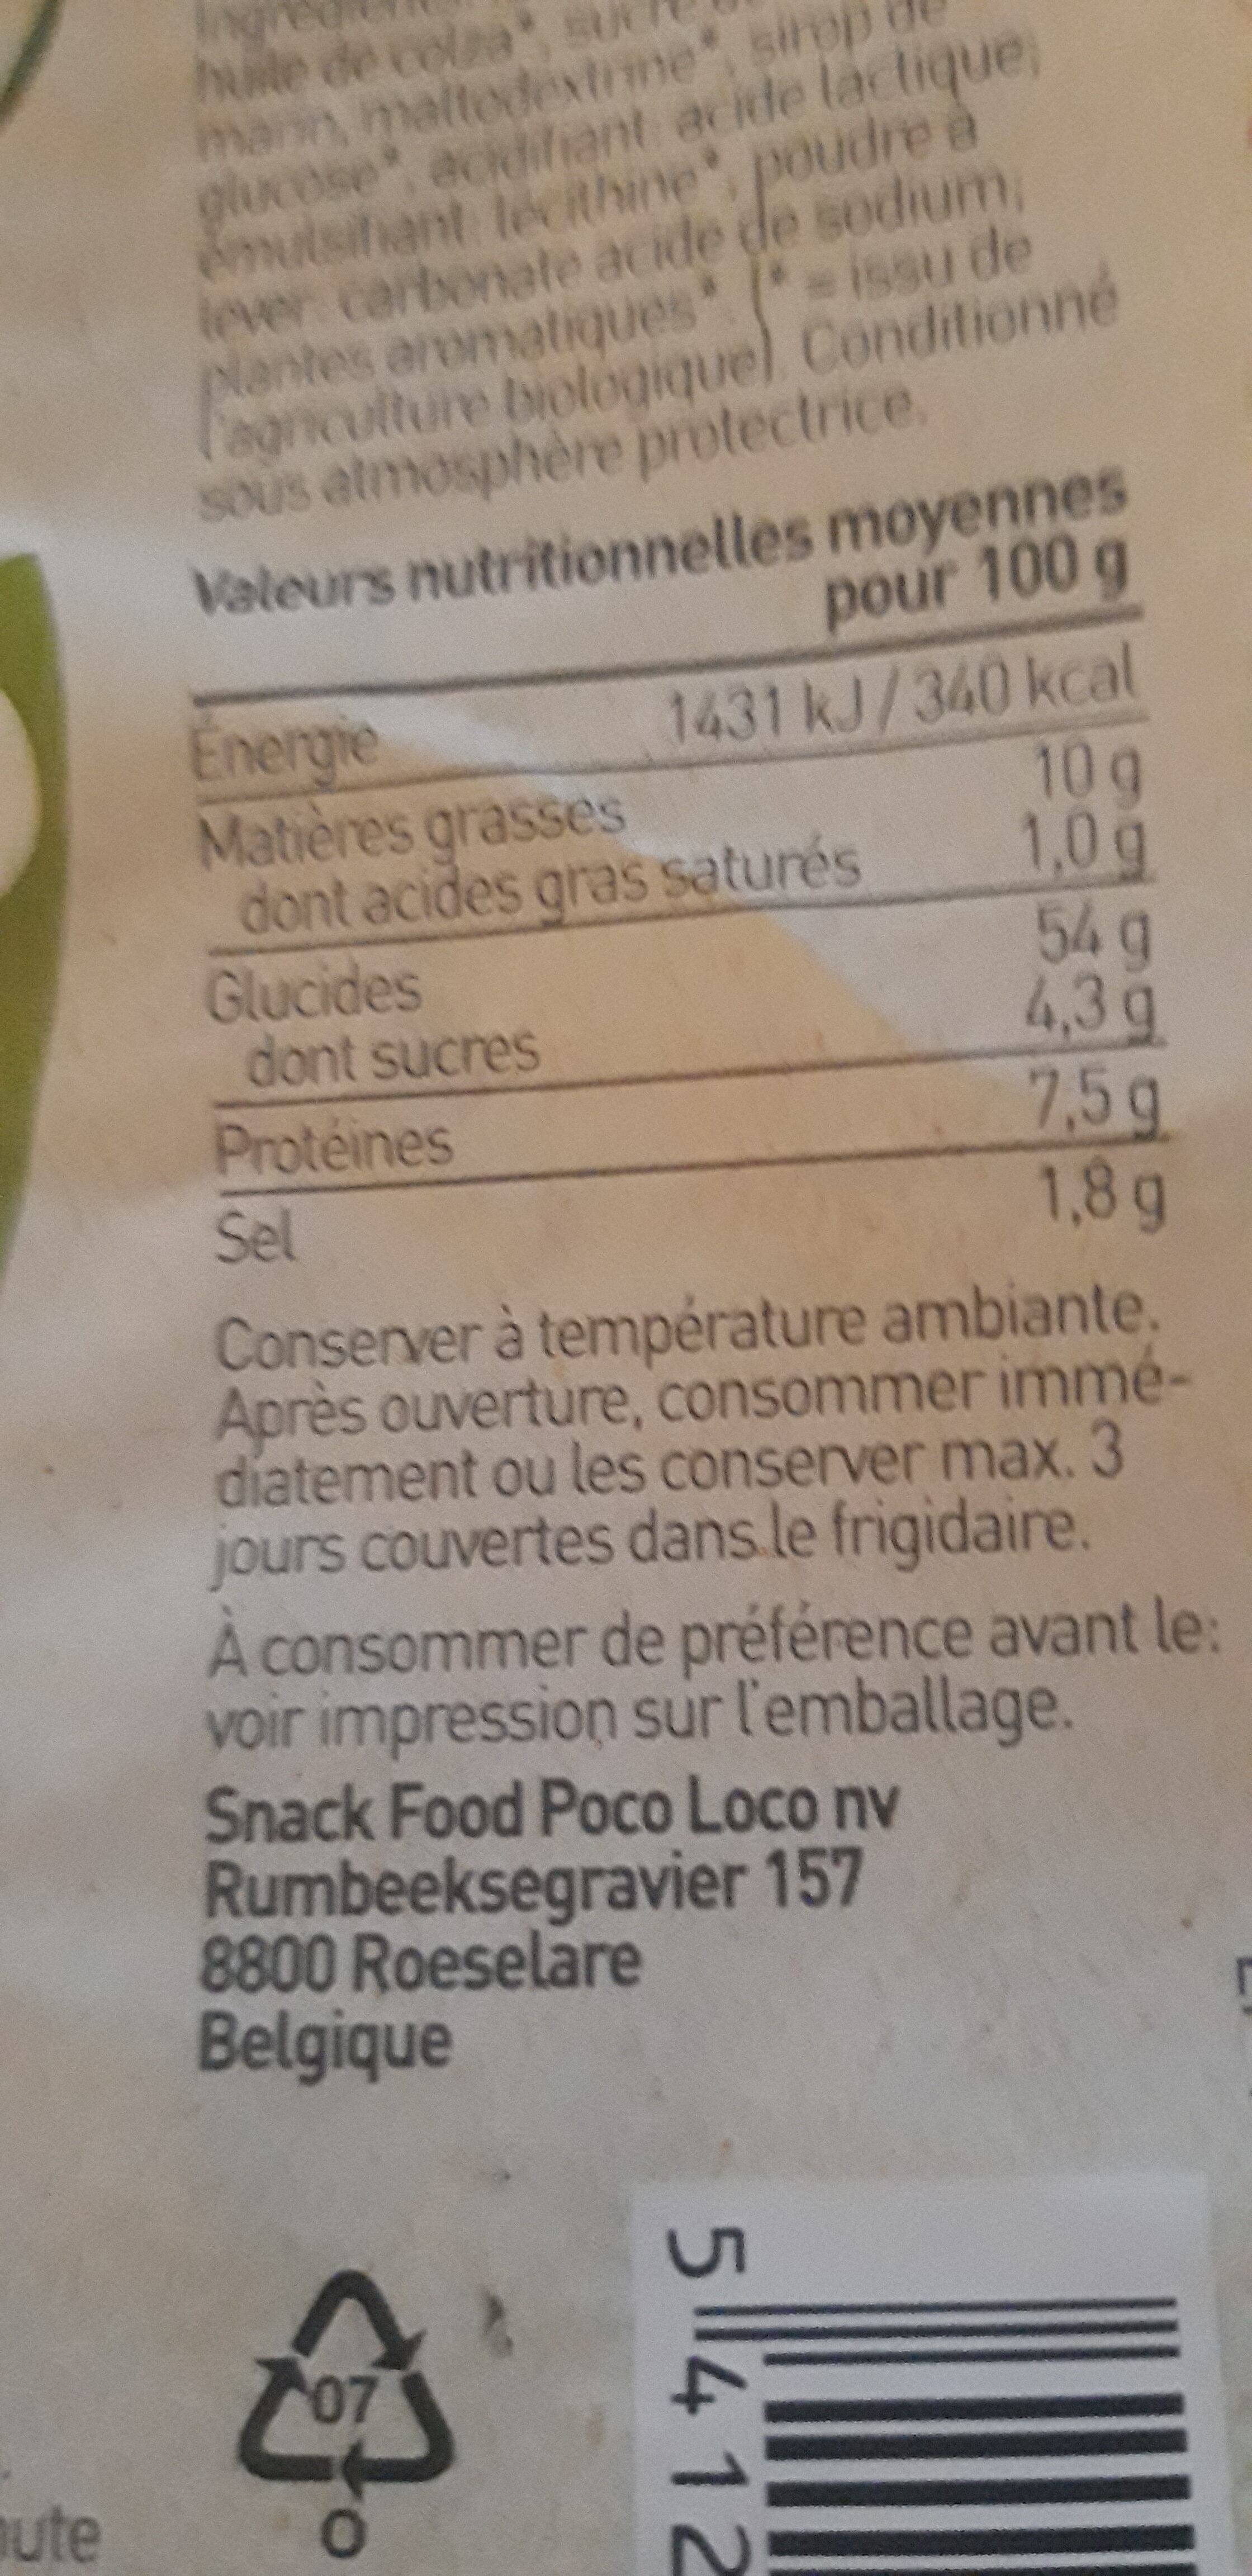 huile de colza*, sucre
marin, maltodextrine*, sirop de
glucose*, acidifiant: acide lactique;
émulsifiant: lécithine*; poudre à
lever: carbonate acide de sodium;
plantes aromatiques*. (* = issu de
l'agriculture biologique). Conditionné
sous atmosphère protectrice.
Valeurs nutritionnelles moyennes
pour 100 g
Énergie 1431 kJ / 340 kcal
Matières grasses 10 g
dont acides gras saturés 1,0 g
Glucides 54 g
dont sucres 4,3 g
Protéines 7,5 g
Sel 1,8 g
Conserver à température ambiante.
Après ouverture, consommer immé-
diatement ou les conserver max. 3
jours couvertes dans le frigidaire.
À consommer de préférence avant le:
voir impression sur l'emballage.
Snack Food Poco Loco nv
Rumbeeksegravier 157
8800 Roeselare
Belgique
07
O
5 412